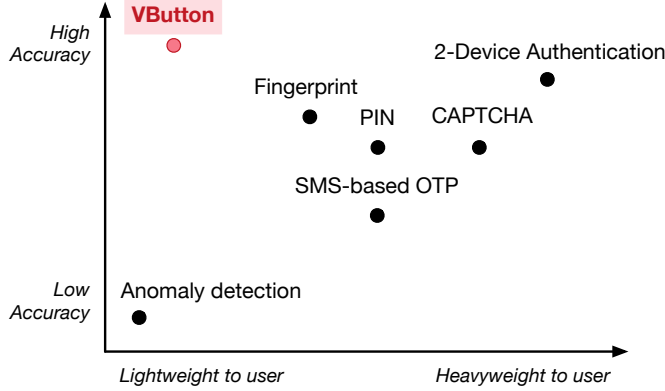 VButton
High
Accuracy
2-Device Authentication
Fingerprint
PIN
CAPTCHA
SMS-based OTP
Low
Accuracy
Anomaly detection
Lightweight to user
Heavyweight to user